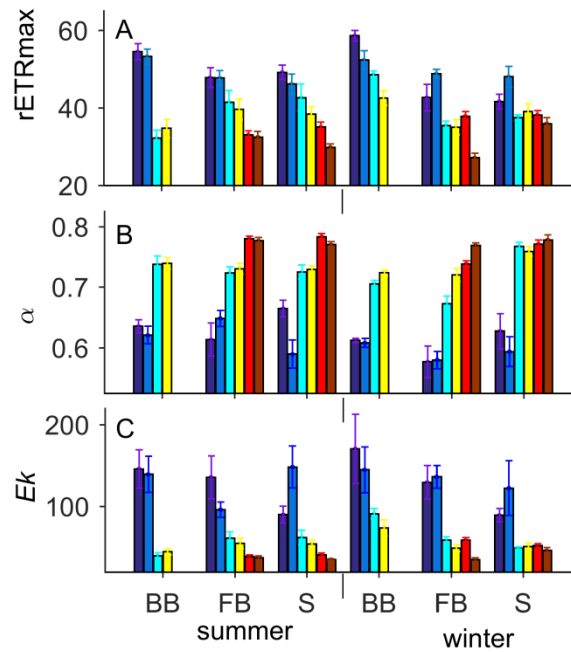 A
rETRmax
60
40
20
B
α
0.8
0.7
0.6
C
Ek
200
100
BB FB S BB FB S
summer winter